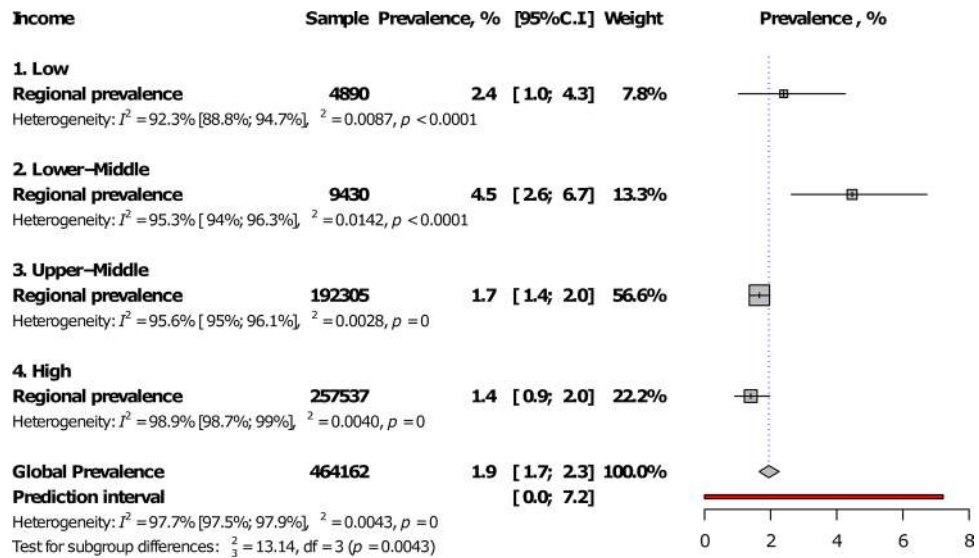 Income Sample Prevalence, % [95%C.I] Weight Prevalence , %
1. Low
Regional prevalence 4890 2.4 [ 1.0; 4.3] 7.8%
Heterogeneity: I² = 92.3% [88.8%; 94.7%], ² = 0.0087, p < 0.0001
2. Lower−Middle
Regional prevalence 9430 4.5 [ 2.6; 6.7] 13.3%
Heterogeneity: I² = 95.3% [ 94%; 96.3%], ² = 0.0142, p < 0.0001
3. Upper−Middle
Regional prevalence 192305 1.7 [ 1.4; 2.0] 56.6%
Heterogeneity: I² = 95.6% [ 95%; 96.1%], ² = 0.0028, p = 0
4. High
Regional prevalence 257537 1.4 [ 0.9; 2.0] 22.2%
Heterogeneity: I² = 98.9% [98.7%; 99%], ² = 0.0040, p = 0
Global Prevalence 464162 1.9 [ 1.7; 2.3] 100.0%
Prediction interval [ 0.0; 7.2]
Heterogeneity: I² = 97.7% [97.5%; 97.9%], ² = 0.0043, p = 0
Test for subgroup differences: ²₃ = 13.14, df = 3 (p = 0.0043)
0 2 4 6 8